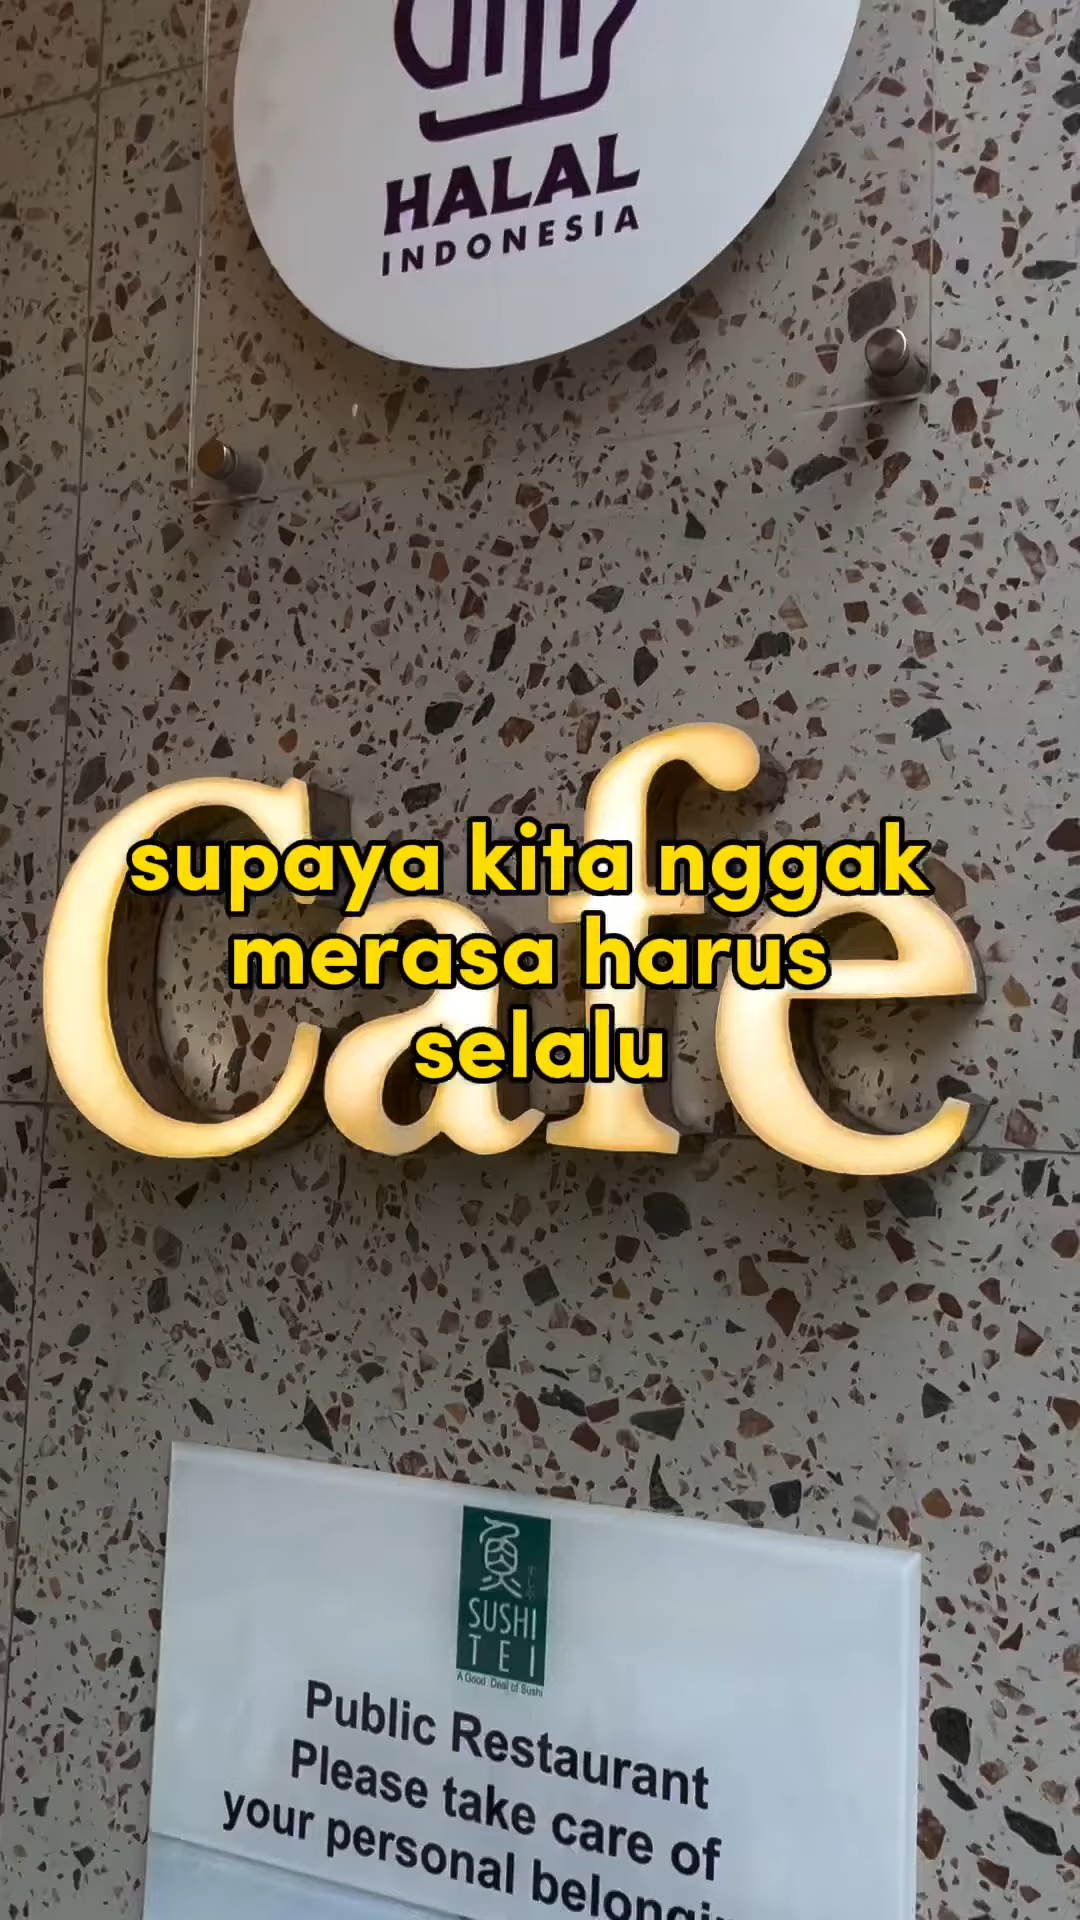 HALAL
INDONESIA
Cafe
supaya kita nggak
merasa harus
selalu
SUSHI
TEI
A Good Deal of Sushi
Public Restaurant
Please take care of
your personal